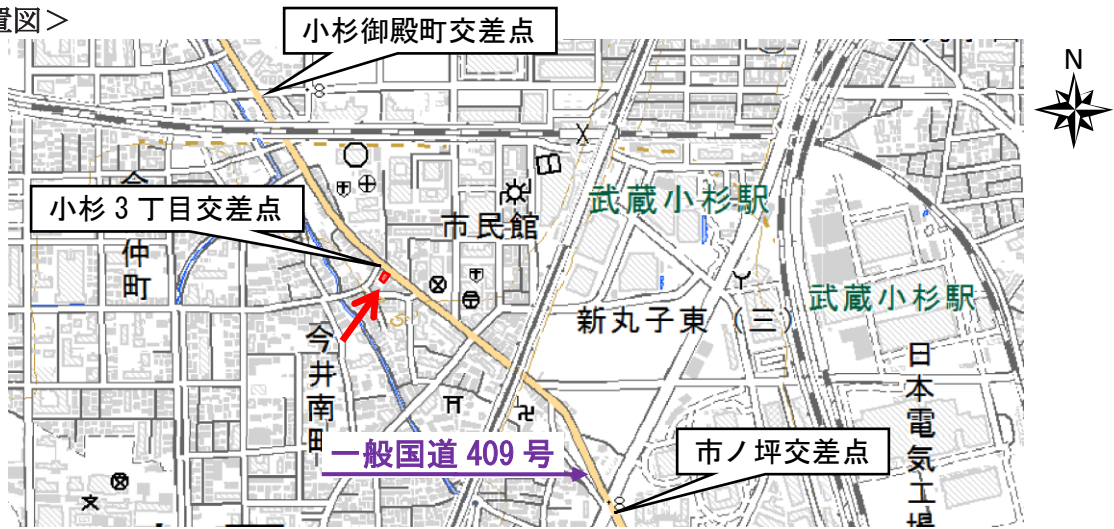 置図＞
小杉御殿町交差点
N
小杉 3 丁目交差点
仲町
市民館
武蔵小杉駅
新丸子東（三）
武蔵小杉駅
今井南町
日本電気工場
一般国道 409 号
市ノ坪交差点